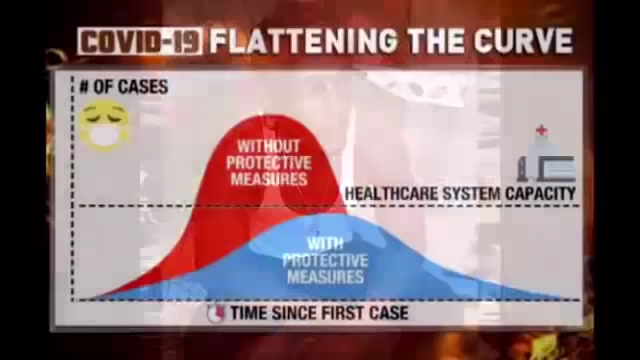 COVID-19 FLATTENING THE CURVE
# OF CASES
WITHOUT
PROTECTIVE
MEASURES
HEALTHCARE SYSTEM CAPACITY
WITH
PROTECTIVE
MEASURES
TIME SINCE FIRST CASE